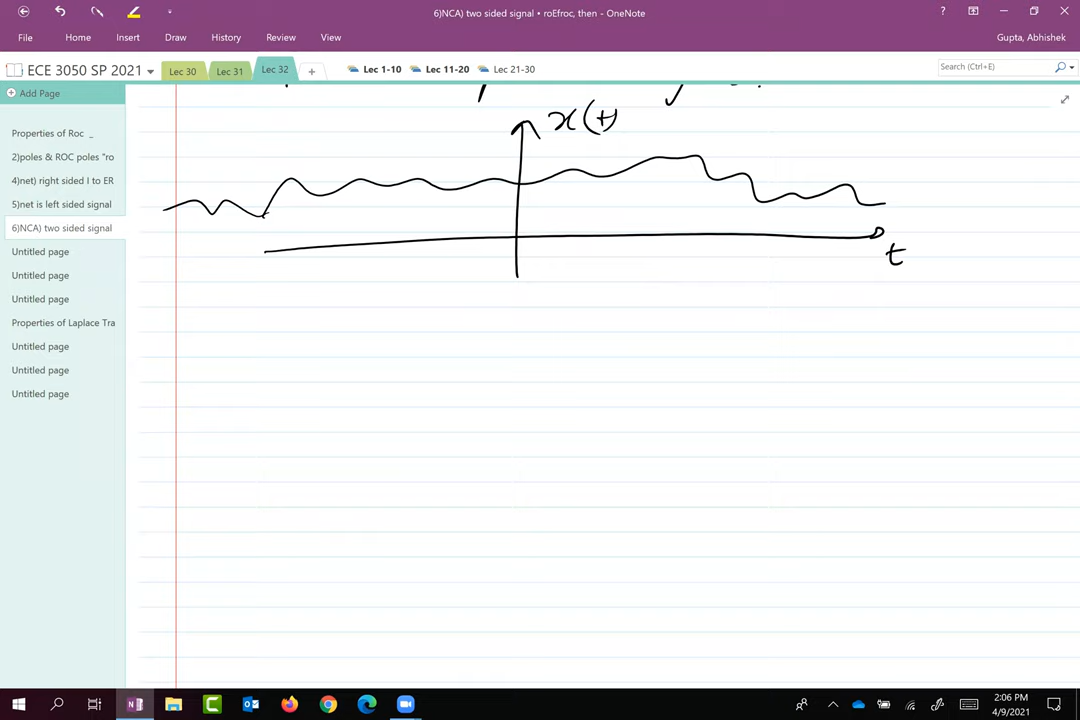 6)NCA) two sided signal • roEfroc, then - OneNote
File Home Insert Draw History Review View
Gupta, Abhishek
ECE 3050 SP 2021
Lec 30
Lec 31
Lec 32
Lec 1-10
Lec 11-20
Lec 21-30
Search (Ctrl+E)
Add Page
Properties of Roc _
2)poles & ROC poles "ro
4)net) right sided I to ER
5)net is left sided signal
6)NCA) two sided signal
Untitled page
Untitled page
Untitled page
Properties of Laplace Tra
Untitled page
Untitled page
Untitled page
x(t)
t
2:06 PM
4/9/2021